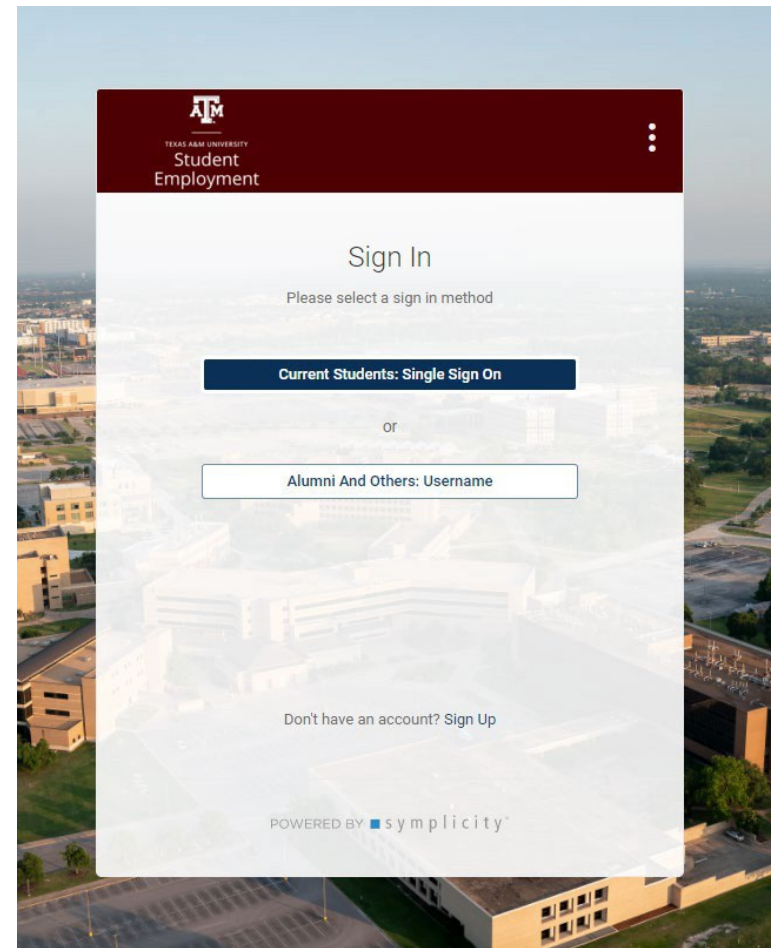 ATM
TEXAS A&M UNIVERSITY
Student
Employment
Sign In
Please select a sign in method
Current Students: Single Sign On
or
Alumni And Others: Username
Don't have an account? Sign Up
POWERED BY symplicity